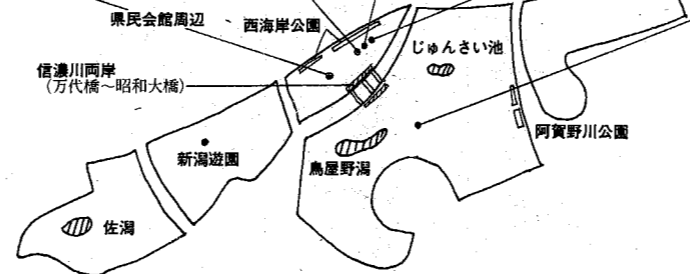 県民会館周辺
西海岸公園
じゅんさい池
信濃川両岸
(万代橋〜昭和大橋)
阿賀野川公園
新潟遊園
鳥屋野潟
佐潟